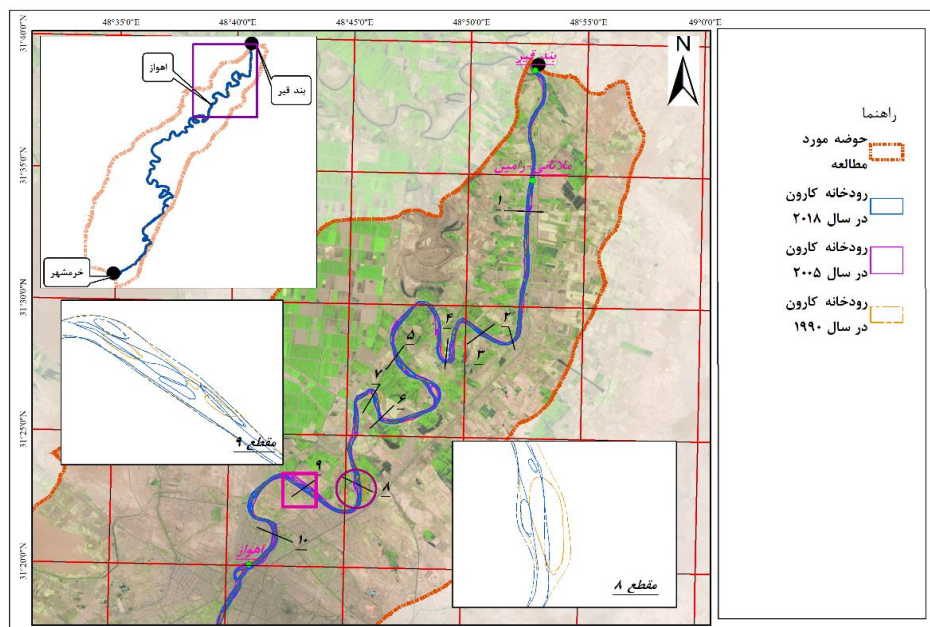 48°35'0"E 48°40'0"E 48°45'0"E 48°50'0"E 48°55'0"E 49°0'0"E
31°40'0"N
31°35'0"N
31°30'0"N
31°25'0"N
31°20'0"N
اهواز
بند قیر
خرمشهر
N
بند قیر
ملاثانی-رامین
۱
۲
۳
۴
۵
۷
۶
۹
۸
۱۰
اهواز
مقطع ۹
مقطع ۸
راهنما
حوضه مورد
مطالعه
رودخانه کارون
در سال ۲۰۱۸
رودخانه کارون
در سال ۲۰۰۵
رودخانه کارون
در سال ۱۹۹۰